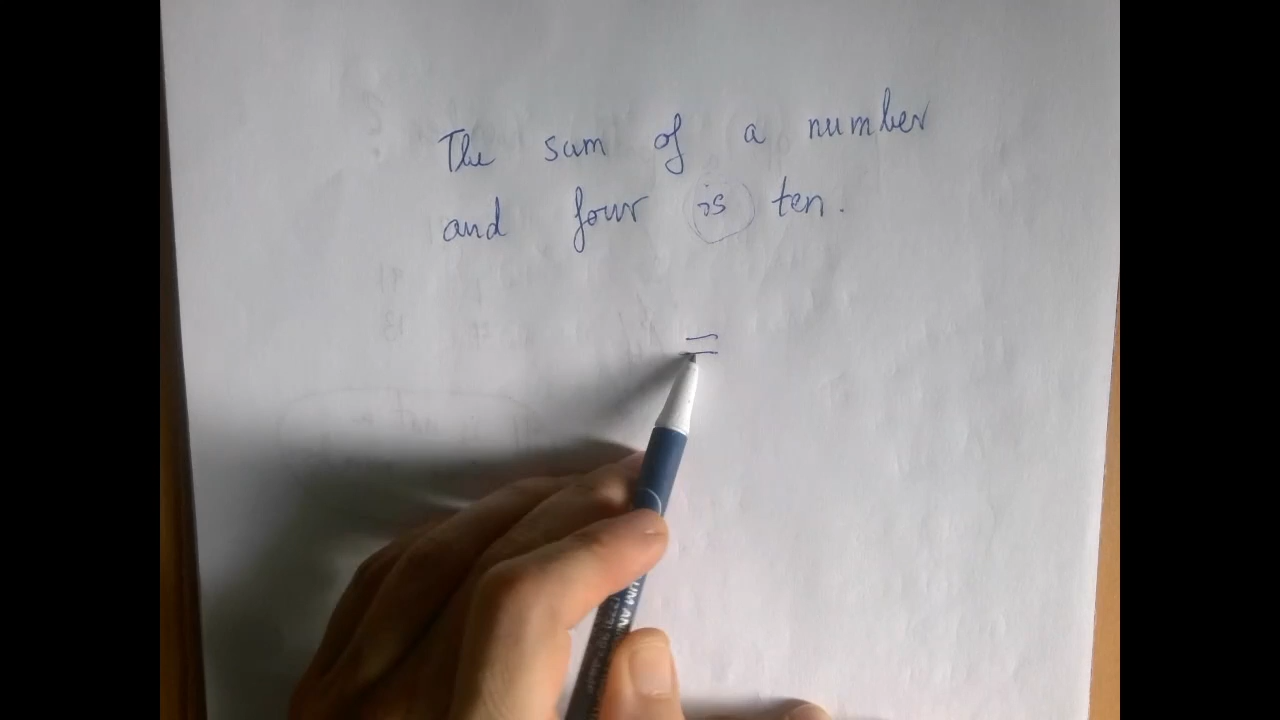 The sum of a number
and four is ten.
=